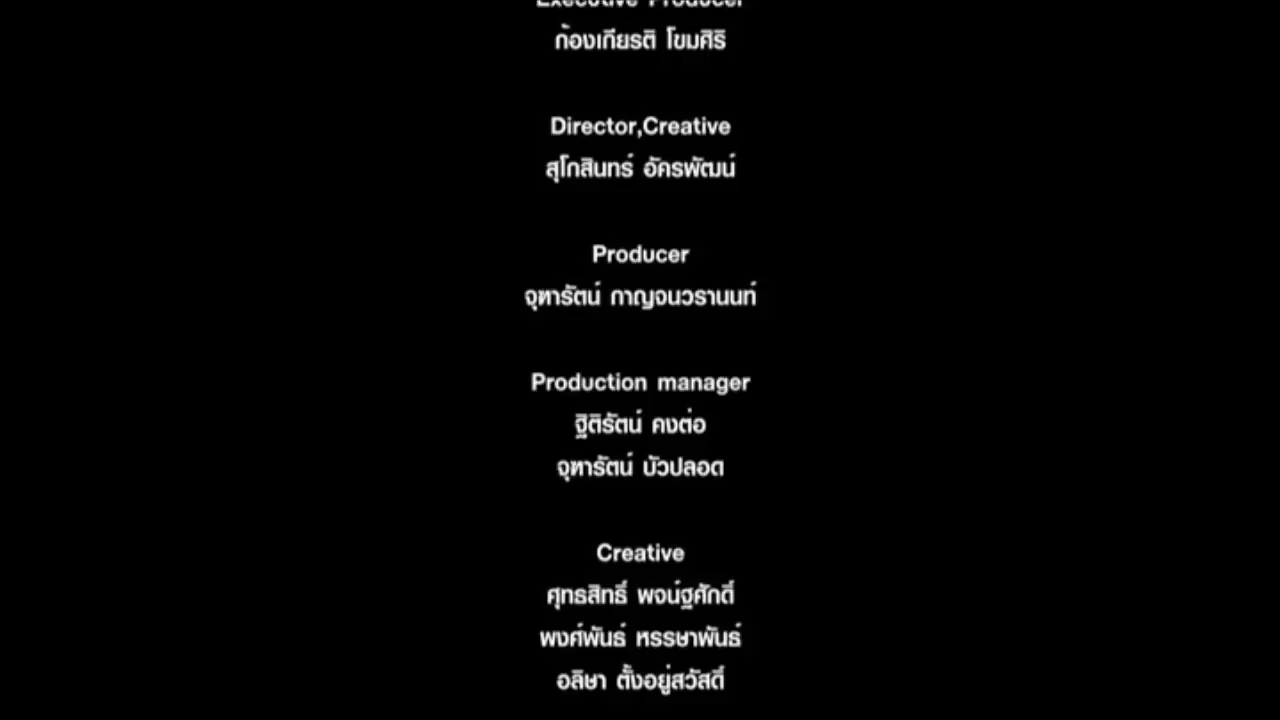 Executive Producer
ก้องเกียรติ โขมศิริ
Director,Creative
สุโกสินทร์ อัครพัฒน์
Producer
จุฑารัตน์ กาญจนวรานนท์
Production manager
ฐิติรัตน์ คงต่อ
จุฑารัตน์ บัวปลอด
Creative
ศุทธสิทธิ์ พจน์ฐศักดิ์
พงศ์พันธ์ หรรษาพันธ์
อลิษา ตั้งอยู่สวัสดิ์